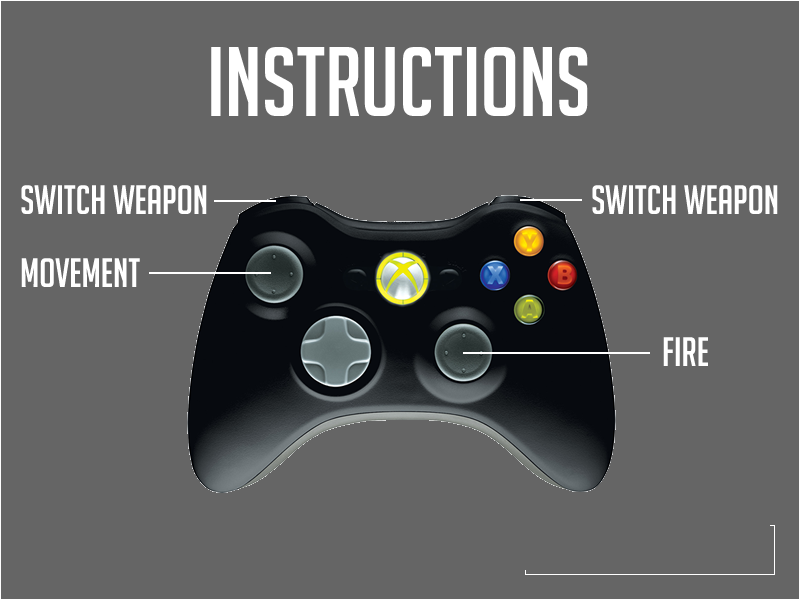 INSTRUCTIONS
SWITCH WEAPON
SWITCH WEAPON
MOVEMENT
Y
X
B
A
FIRE